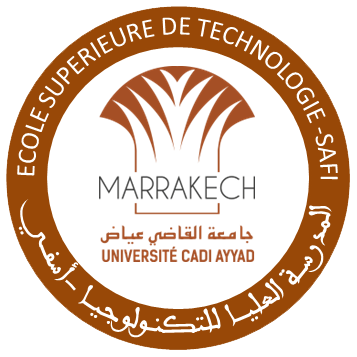 ECOLE SUPERIEURE DE TECHNOLOGIE-SAFI
MARRAKECH
جامعة القاضي عياض
UNIVERSITÉ CADI AYYAD
المدرسة العليا للتكنولوجيا - أسفي